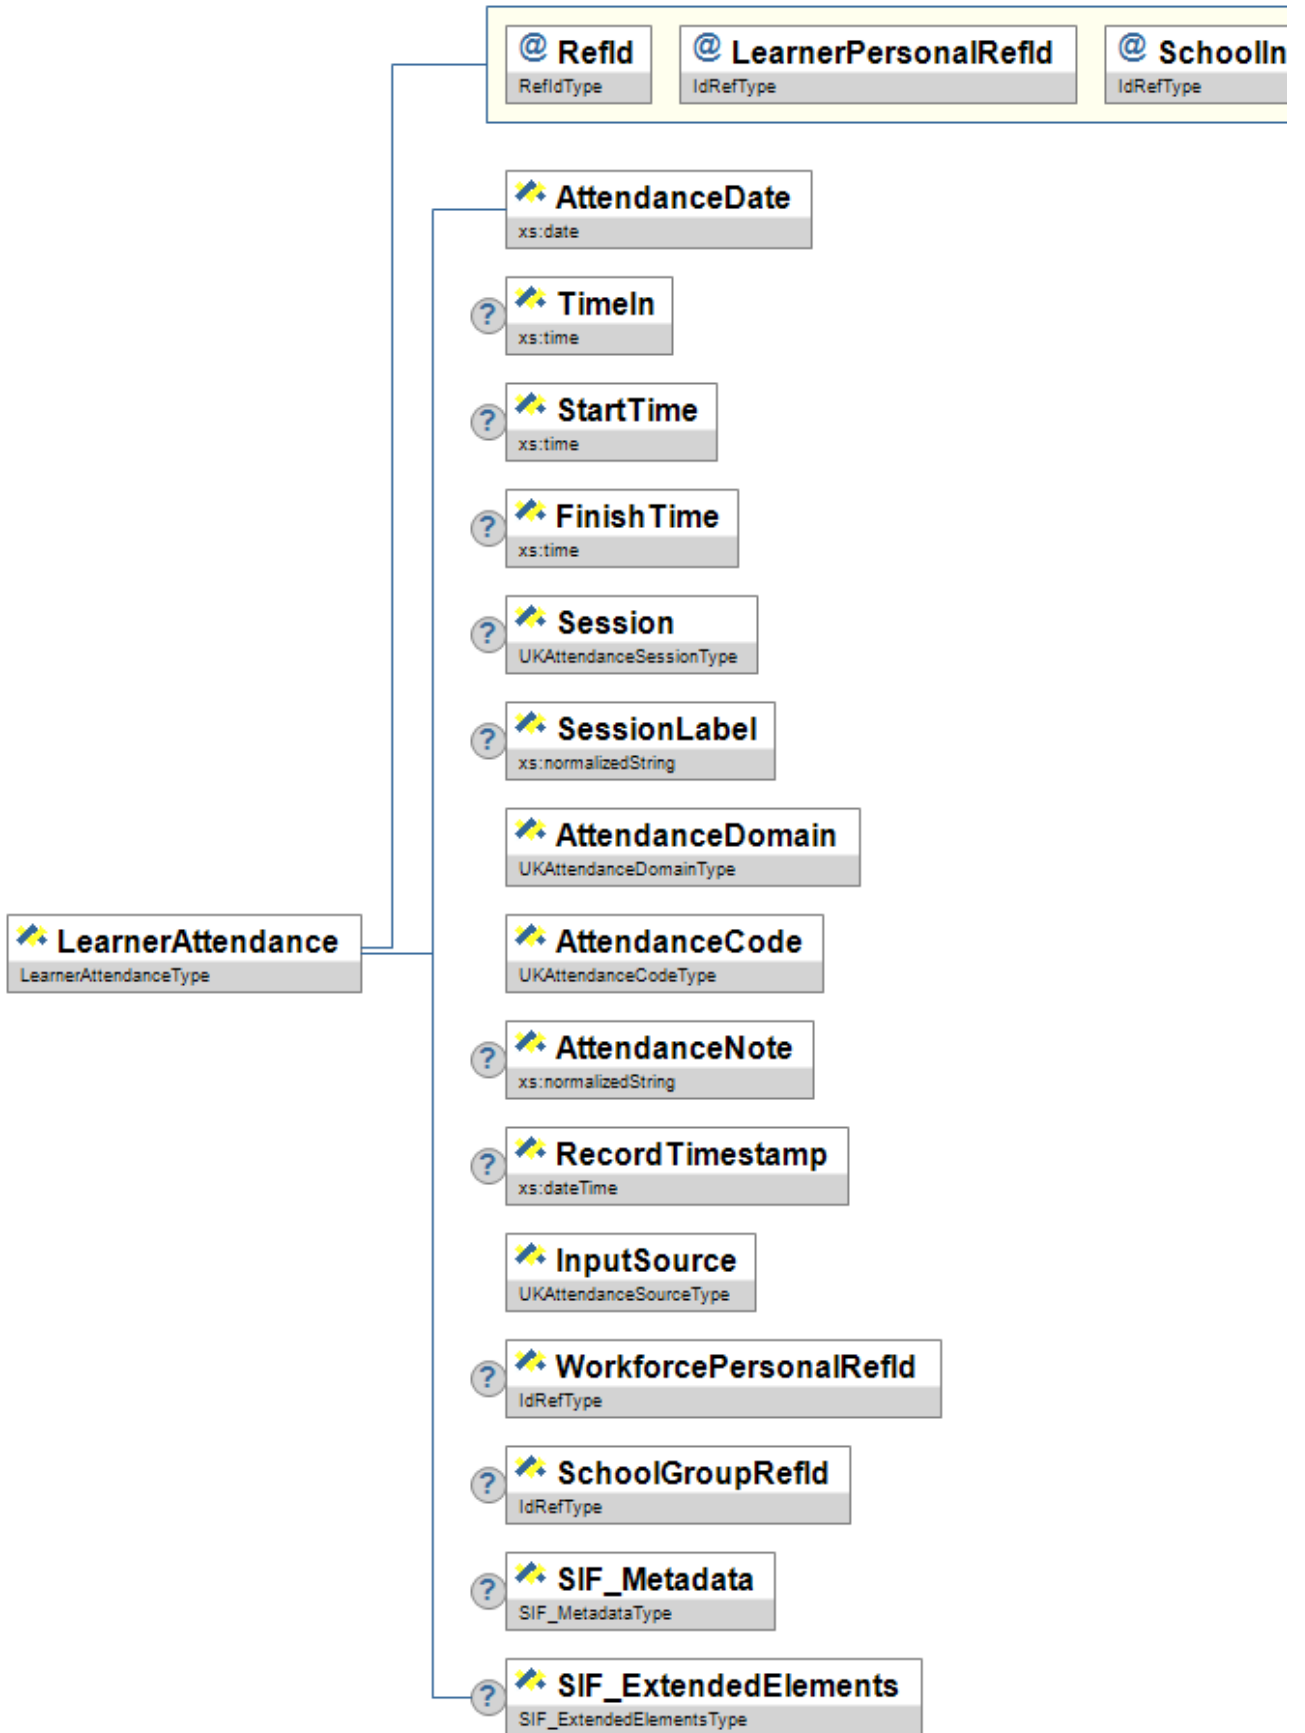 @ RefId
RefIdType
@ LearnerPersonalRefId
IdRefType
@ SchoolIn
IdRefType
AttendanceDate
xs:date
? TimeIn
xs:time
? StartTime
xs:time
? FinishTime
xs:time
? Session
UKAttendanceSessionType
? SessionLabel
xs:normalizedString
AttendanceDomain
UKAttendanceDomainType
LearnerAttendance
LearnerAttendanceType
AttendanceCode
UKAttendanceCodeType
? AttendanceNote
xs:normalizedString
? RecordTimestamp
xs:dateTime
InputSource
UKAttendanceSourceType
? WorkforcePersonalRefId
IdRefType
? SchoolGroupRefId
IdRefType
? SIF_Metadata
SIF_MetadataType
? SIF_ExtendedElements
SIF_ExtendedElementsType